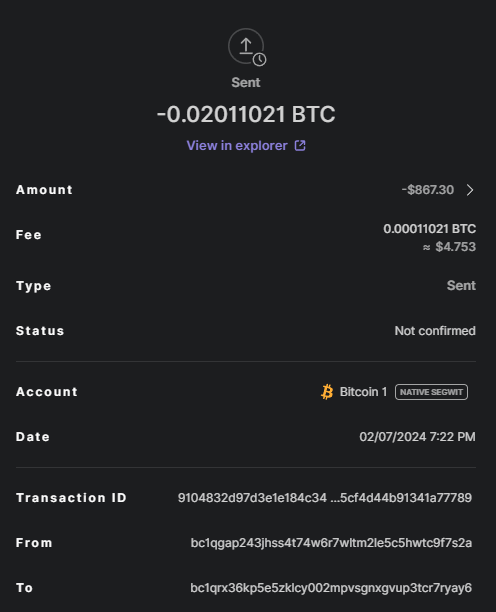 Sent
-0.02011021 BTC
View in explorer
Amount -$867.30
Fee 0.00011021 BTC
≈ $4.753
Type Sent
Status Not confirmed
Account Bitcoin 1 NATIVE SEGWIT
Date 02/07/2024 7:22 PM
Transaction ID 9104832d97d3e1e184c34 ...5cf4d44b91341a77789
From bc1qgap243jhss4t74w6r7wltm2le5c5hwtc9f7s2a
To bc1qrx36kp5e5zklcy002mpvsgnxgvup3tcr7ryay6